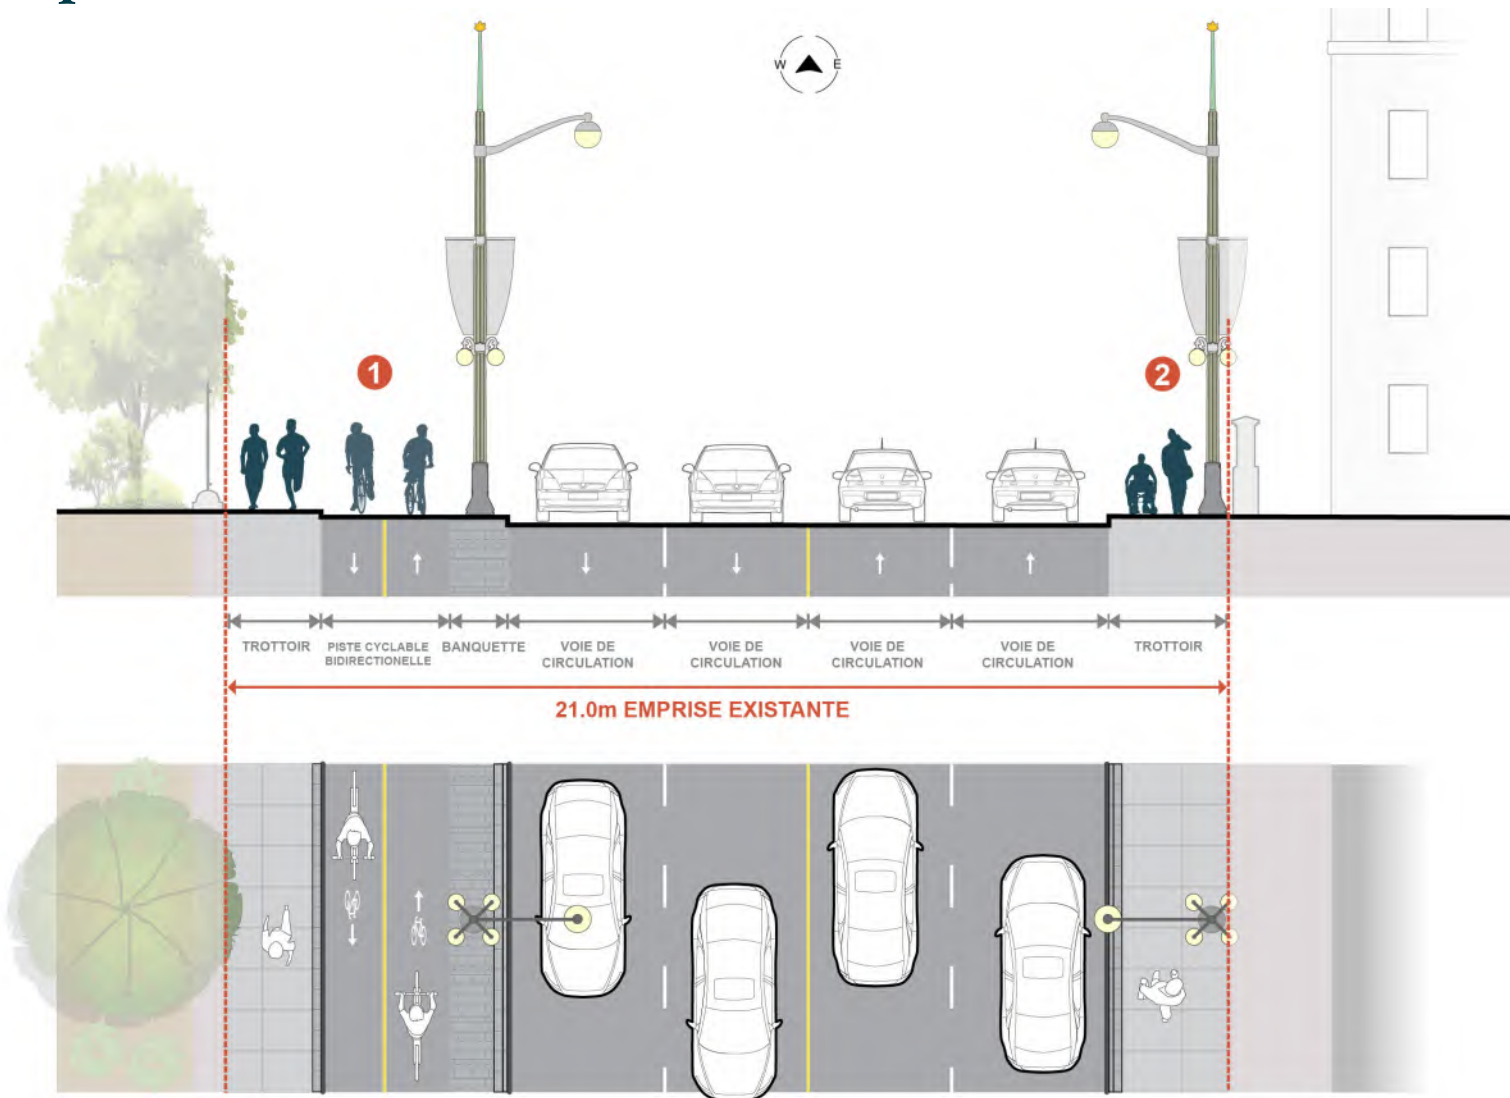 W E
1
2
TROTTOIR
PISTE CYCLABLE
BIDIRECTIONELLE
BANQUETTE
VOIE DE
CIRCULATION
VOIE DE
CIRCULATION
VOIE DE
CIRCULATION
VOIE DE
CIRCULATION
TROTTOIR
21.0m EMPRISE EXISTANTE